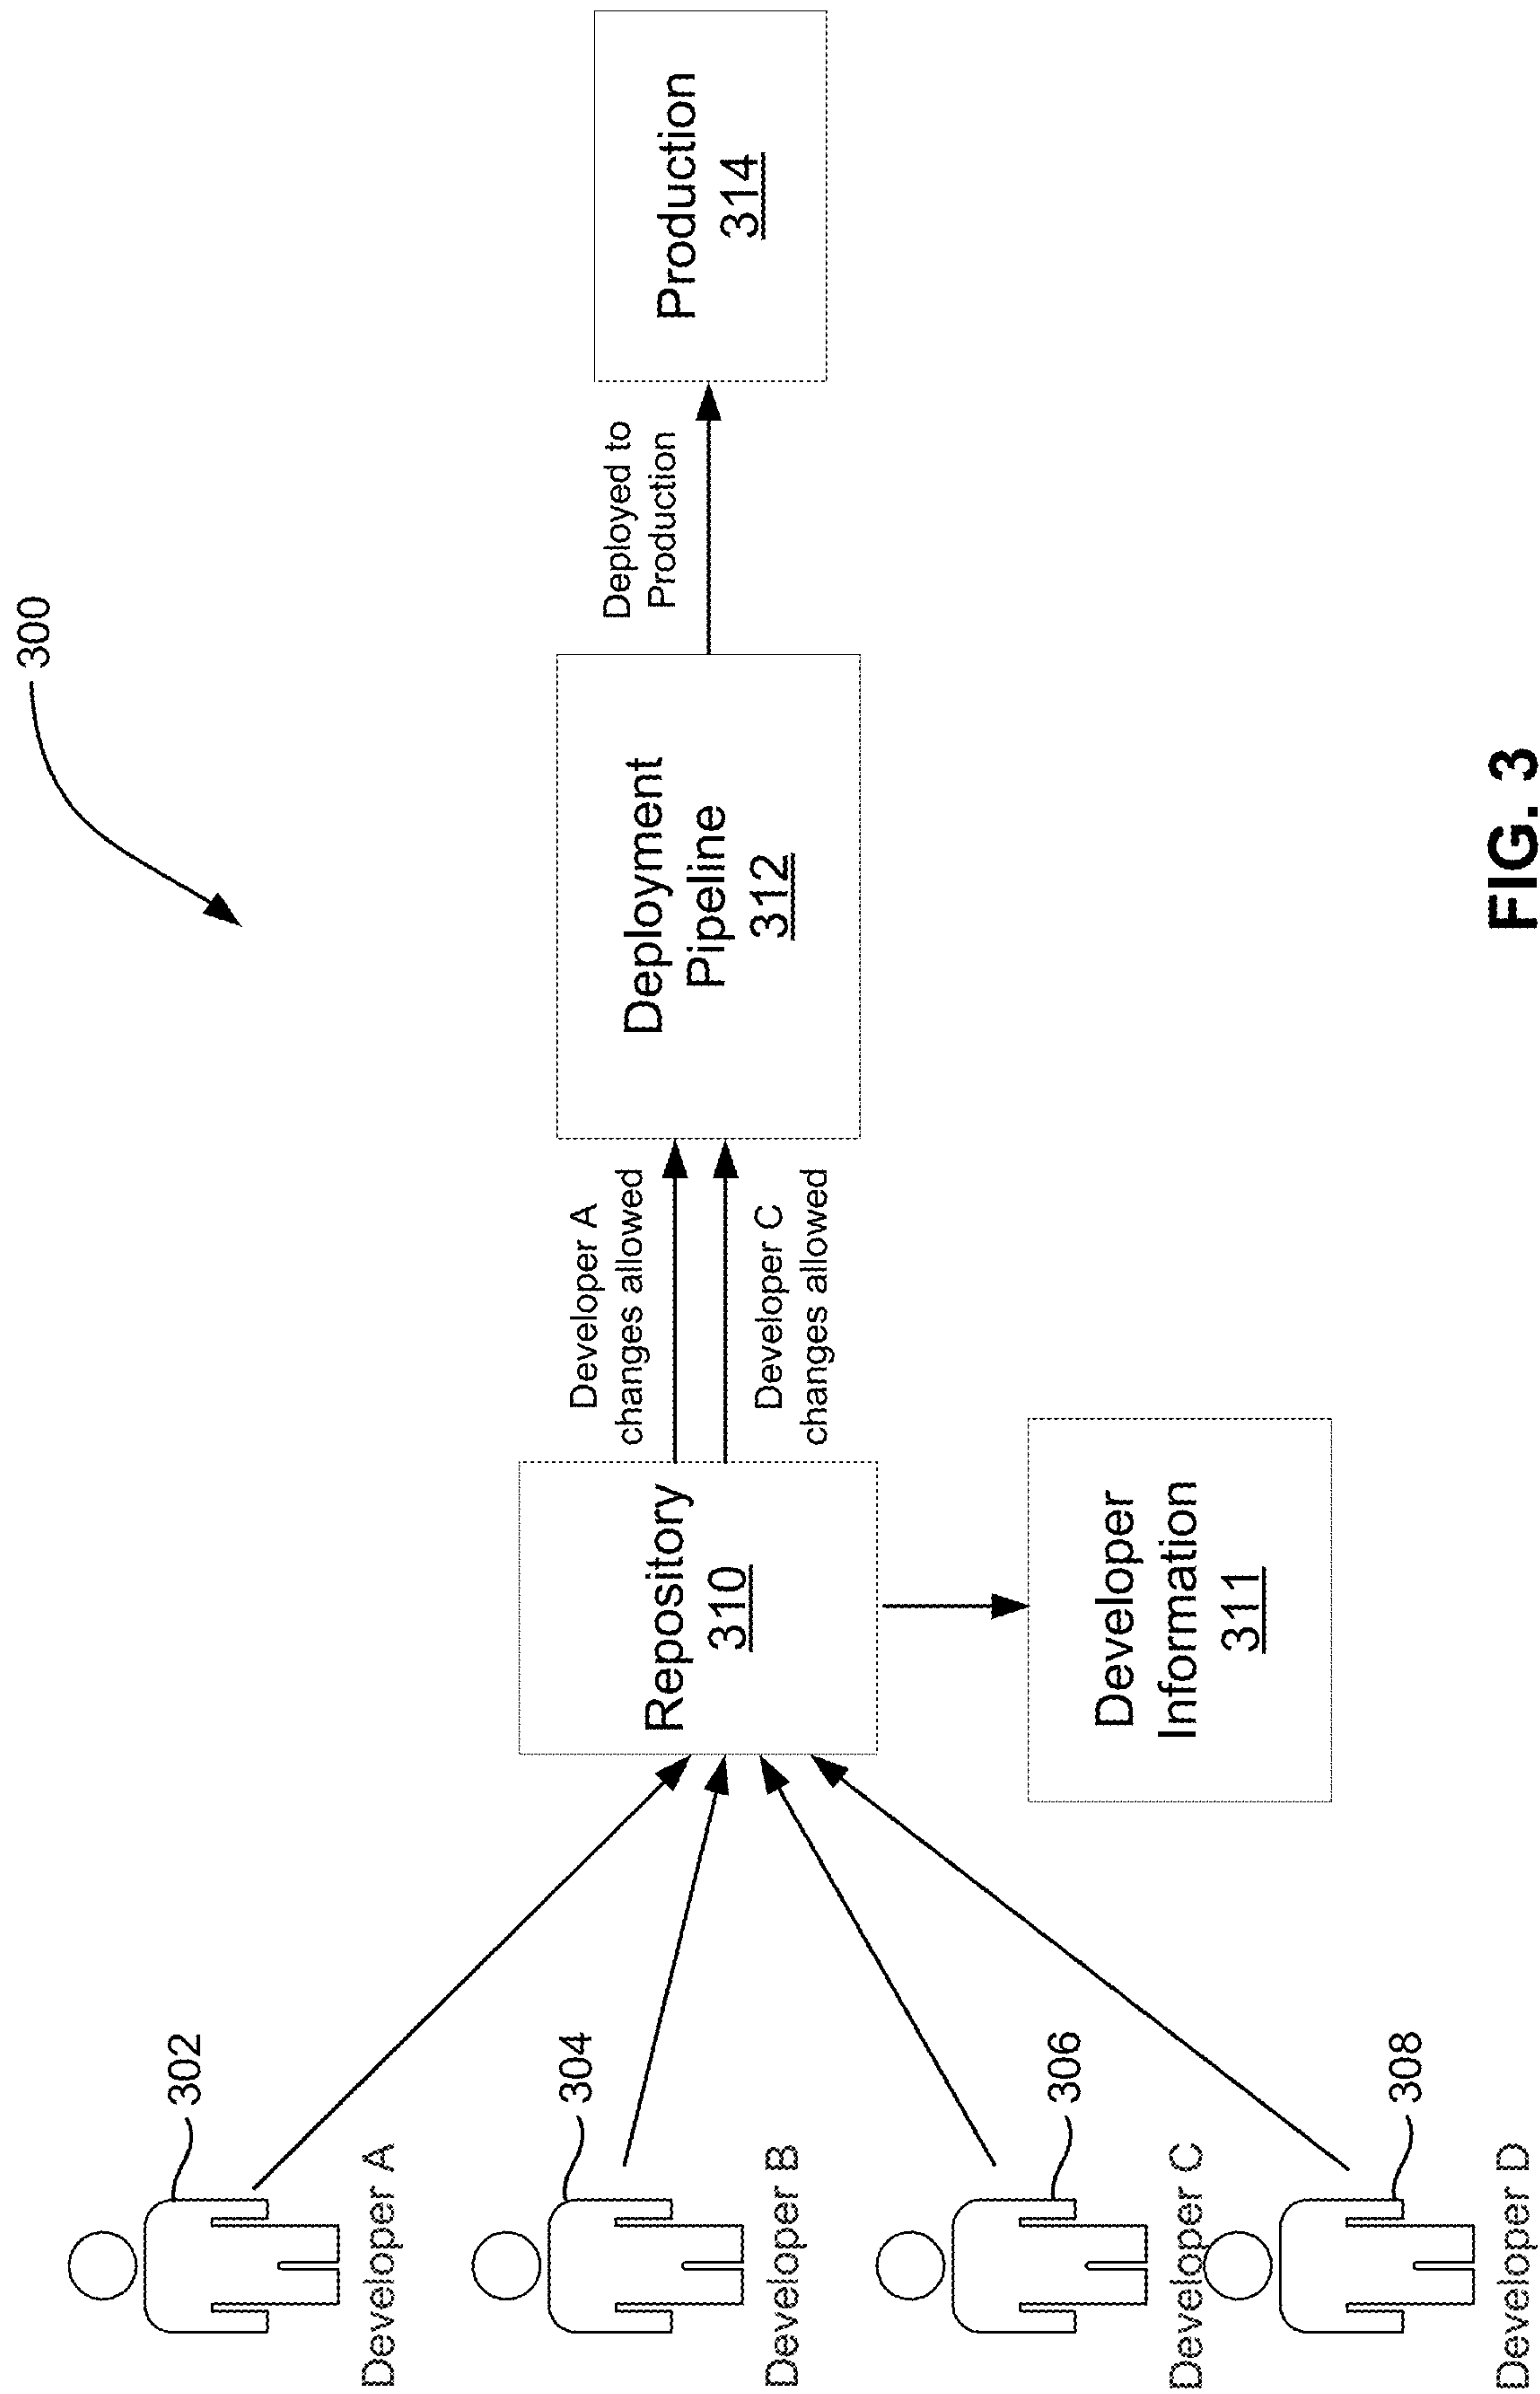 300
302
Developer A
304
Developer B
306
Developer C
308
Developer D
Repository
310
Developer
Information
311
Developer A
changes allowed
Developer C
changes allowed
Deployment
Pipeline
312
Deployed to
Production
Production
314
FIG. 3